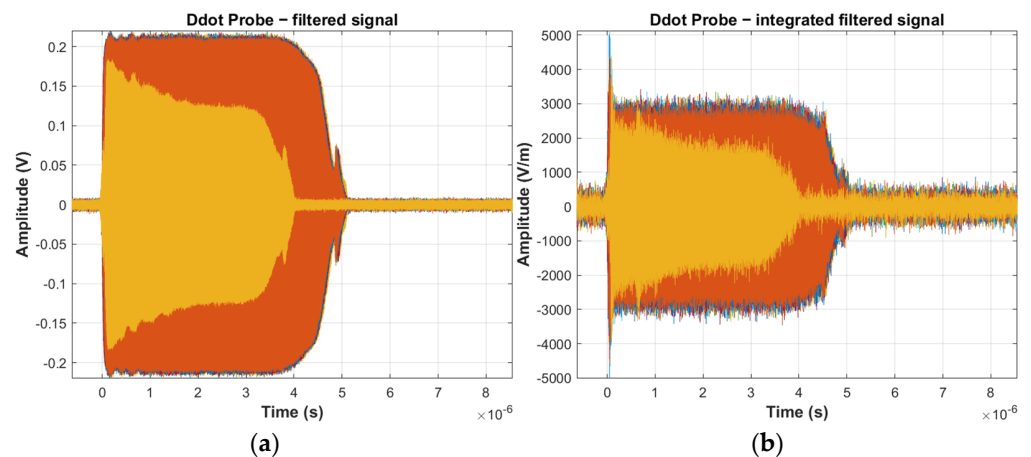 Ddot Probe − filtered signal
0.2
0.15
0.1
0.05
0
-0.05
-0.1
-0.15
-0.2
Amplitude (V)
0 1 2 3 4 5 6 7 8
Time (s)
×10-6
(a)
Ddot Probe − integrated filtered signal
5000
4000
3000
2000
1000
0
-1000
-2000
-3000
-4000
-5000
Amplitude (V/m)
0 1 2 3 4 5 6 7 8
Time (s)
×10-6
(b)